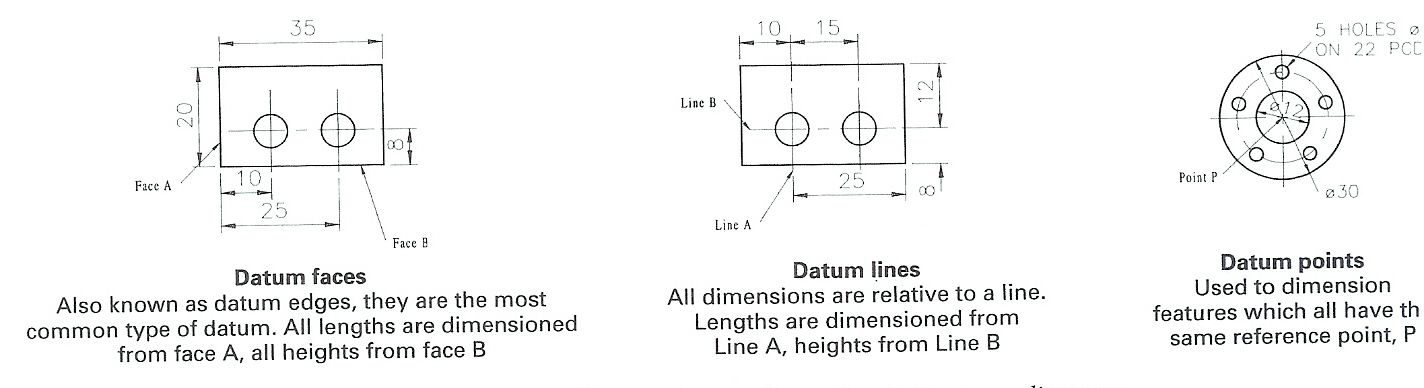 35
20
8
10
25
Face A
Face B
Datum faces
Also known as datum edges, they are the most
common type of datum. All lengths are dimensioned
from face A, all heights from face B
10
15
12
Line B
25
8
Line A
Datum lines
All dimensions are relative to a line.
Lengths are dimensioned from
Line A, heights from Line B
5 HOLES ø
ON 22 PCD
ø12
Point P
ø30
Datum points
Used to dimension
features which all have th
same reference point, P